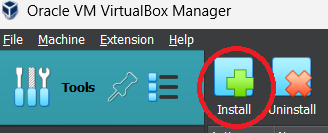 Oracle VM VirtualBox Manager
File Machine Extension Help
Tools Install Uninstall